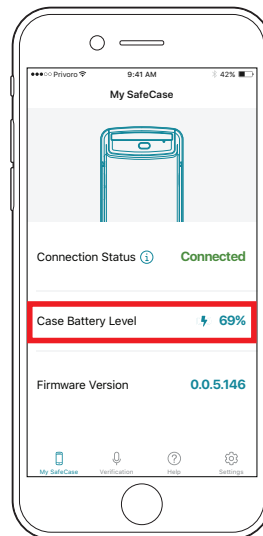 Privoro 9:41 AM 42%
My SafeCase
Connection Status i Connected
Case Battery Level 69%
Firmware Version 0.0.5.146
My SafeCase Verification Help Settings